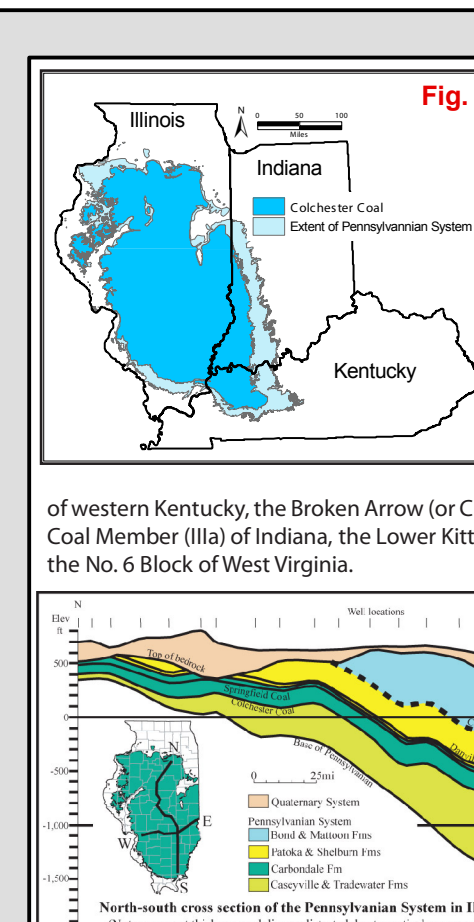 Fig.
Illinois
N
0 50 100
Miles
Indiana
Colchester Coal
Extent of Pennsylvannian System
Kentucky
of western Kentucky, the Broken Arrow (or C
Coal Member (IIIa) of Indiana, the Lower Kitt
the No. 6 Block of West Virginia.
N
Elev
ft
Well locations
500
Top of bedrock
Springfield Coal
Colchester Coal
0
Base of Pennsylvanian
Danvil
-500
0 25mi
N
Quaternary System
Pennsylvanian System
-1,000
E
Bond & Mattoon Fms
W
Patoka & Shelburn Fms
Carbondale Fm
-1,500
S
Caseyville & Tradewater Fms
North-south cross section of the Pennsylvanian System in I